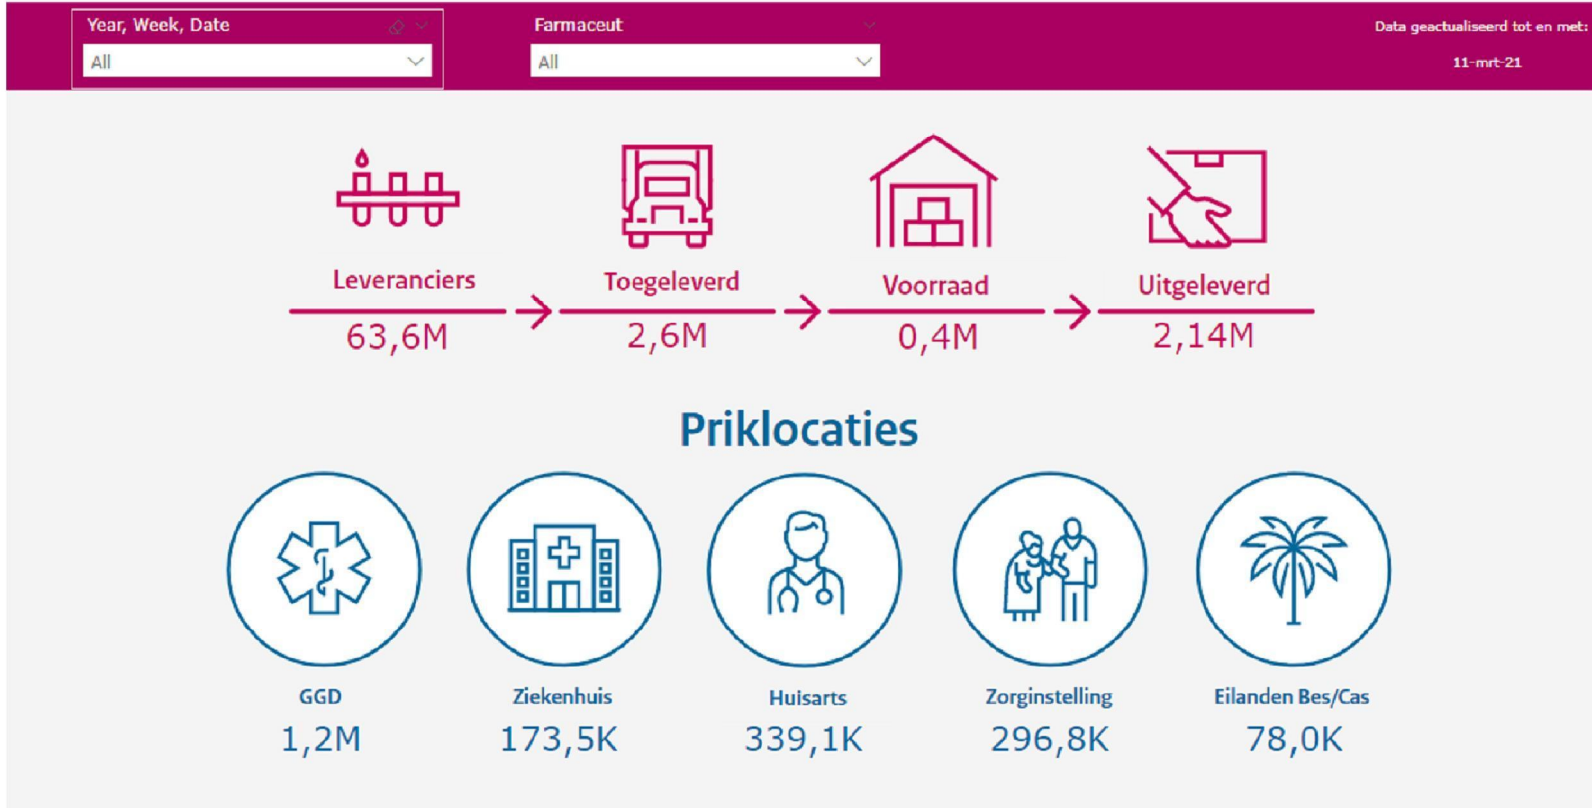 Year, Week, Date
All
Farmaceut
All
Data geactualiseerd tot en met:
11-mrt-21
Leveranciers
Toegeleverd
Voorraad
Uitgeleverd
63,6M
2,6M
0,4M
2,14M
Priklocaties
GGD
Ziekenhuis
Huisarts
Zorginstelling
Eilanden Bes/Cas
1,2M
173,5K
339,1K
296,8K
78,0K